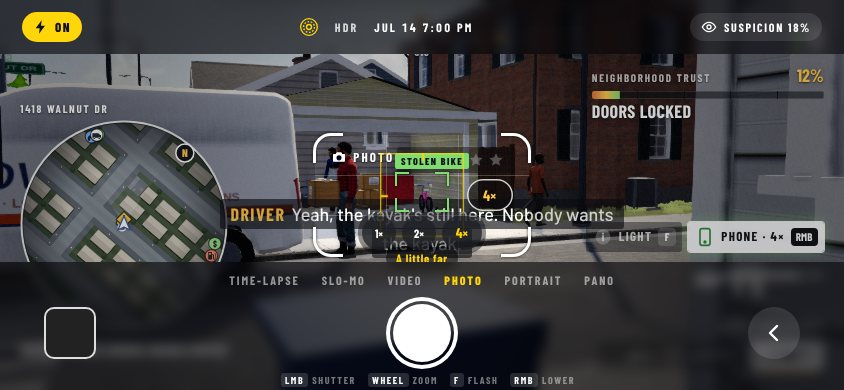 ON
HDR JUL 14 7:00 PM
SUSPICION 18%
UT DR
NEIGHBORHOOD TRUST 12%
DOORS LOCKED
1418 WALNUT DR
N
PHOTO
STOLEN BIKE
4×
DRIVER Yeah, the kayak's still here. Nobody wants
the kayak.
1× 2× 4×
A little far
LIGHT F
PHONE · 4× RMB
TIME-LAPSE SLO-MO VIDEO PHOTO PORTRAIT PANO
LMB SHUTTER WHEEL ZOOM F FLASH RMB LOWER